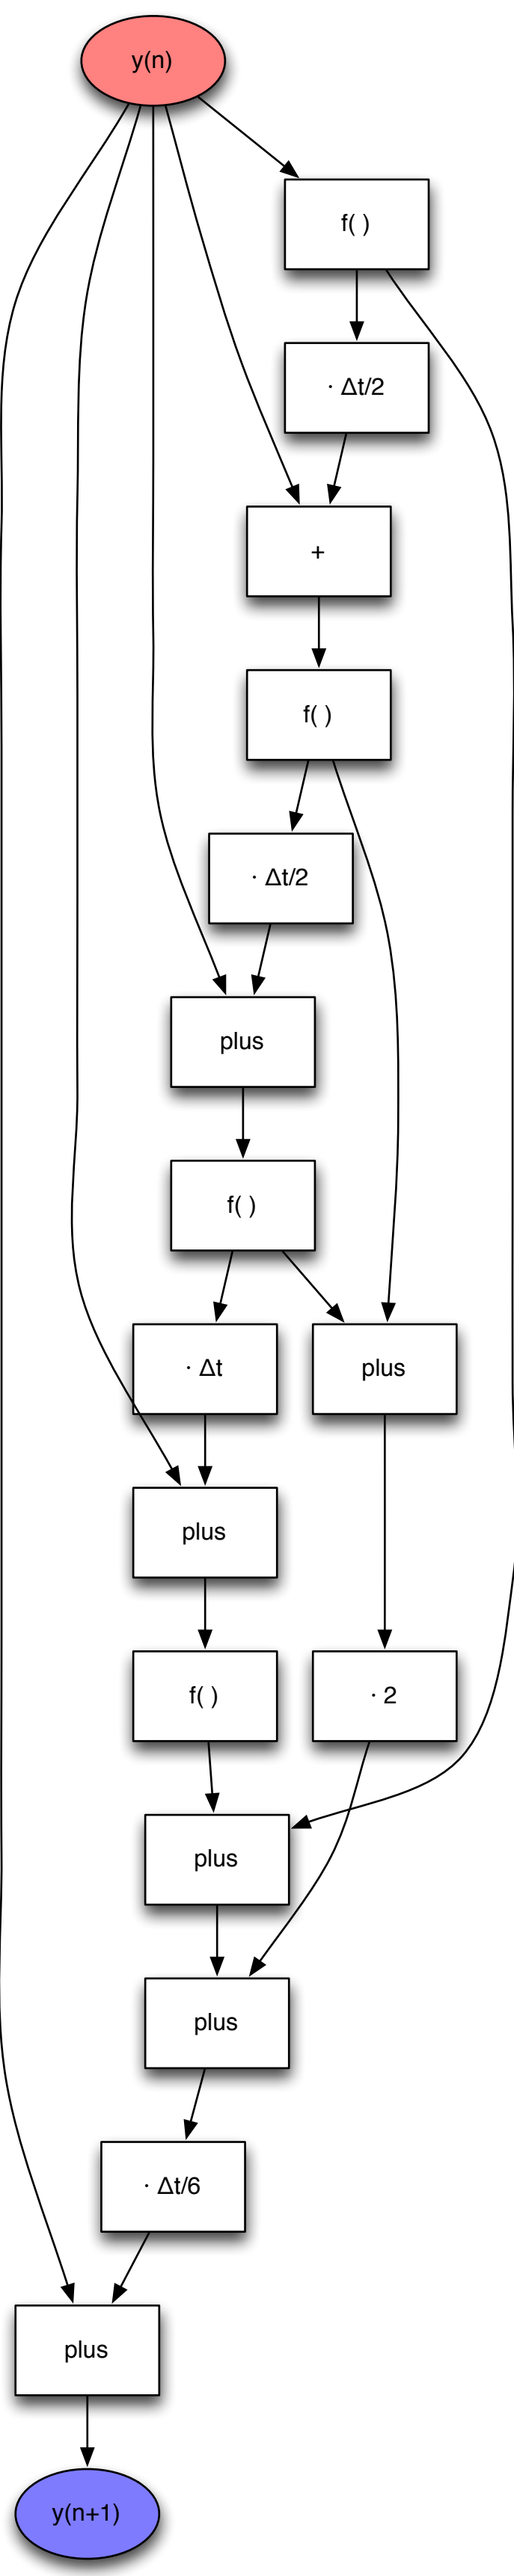 y(n)
f( )
· Δt/2
+
f( )
· Δt/2
plus
f( )
· Δt
plus
plus
f( )
· 2
plus
plus
· Δt/6
plus
y(n+1)